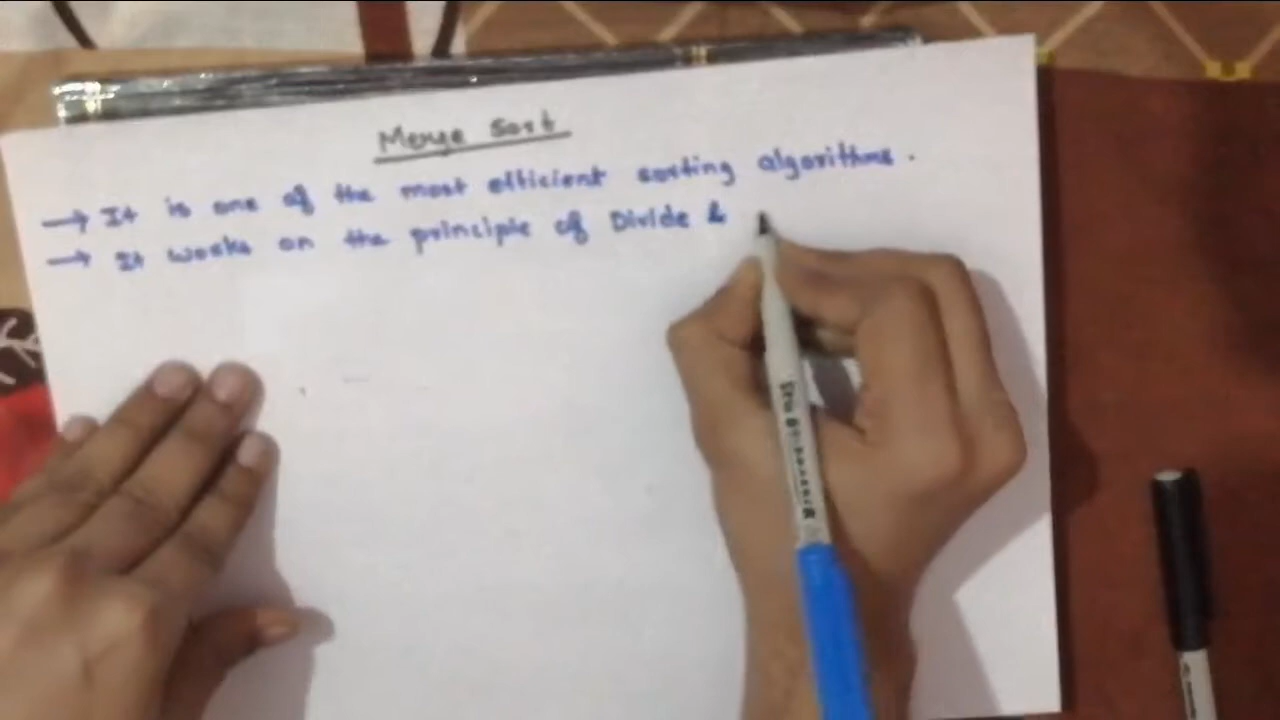 Merge Sort
→ It is one of the most efficient sorting algorithms.
→ It works on the principle of Divide &